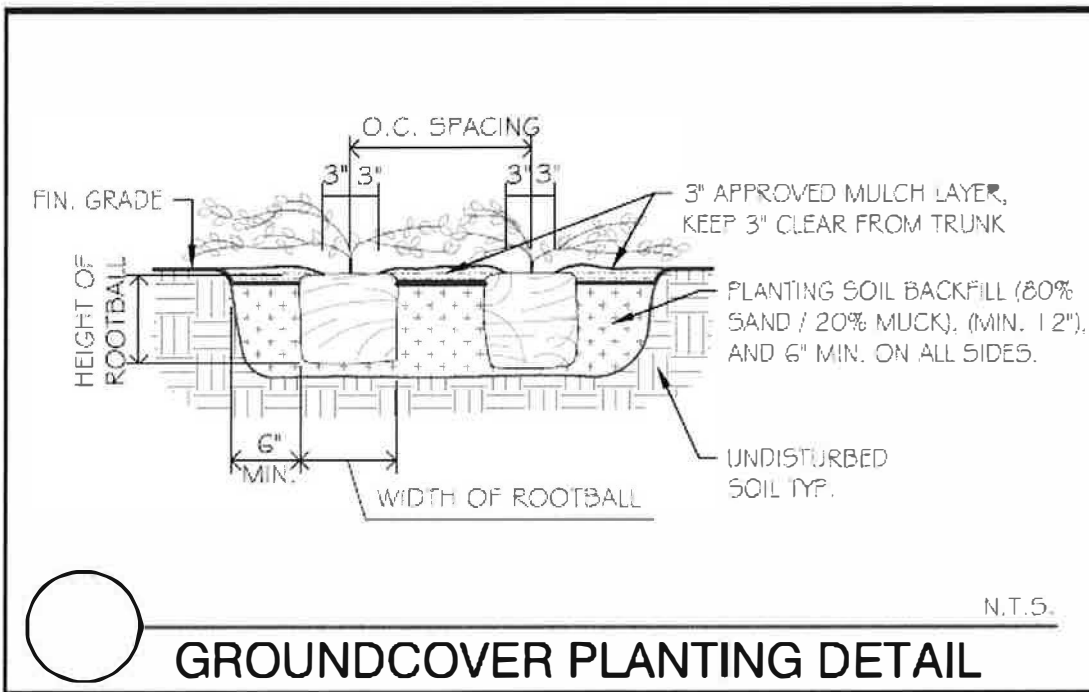 O.C. SPACING
3" 3"
3" 3"
FIN. GRADE
3" APPROVED MULCH LAYER,
KEEP 3" CLEAR FROM TRUNK
HEIGHT OF
ROOTBALL
PLANTING SOIL BACKFILL (80%
SAND / 20% MUCK), (MIN. 12"),
AND 6" MIN. ON ALL SIDES.
6"
MIN.
WIDTH OF ROOTBALL
UNDISTURBED
SOIL TYP.
N.T.S.
GROUNDCOVER PLANTING DETAIL